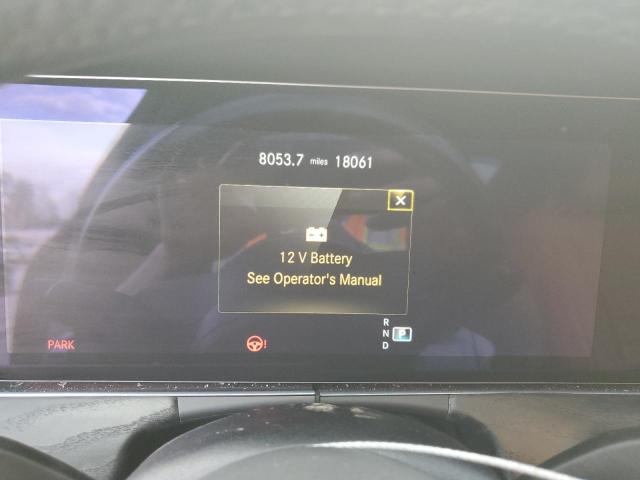 8053.7 miles 18061
12 V Battery
See Operator's Manual
R
N
D
P
PARK
!